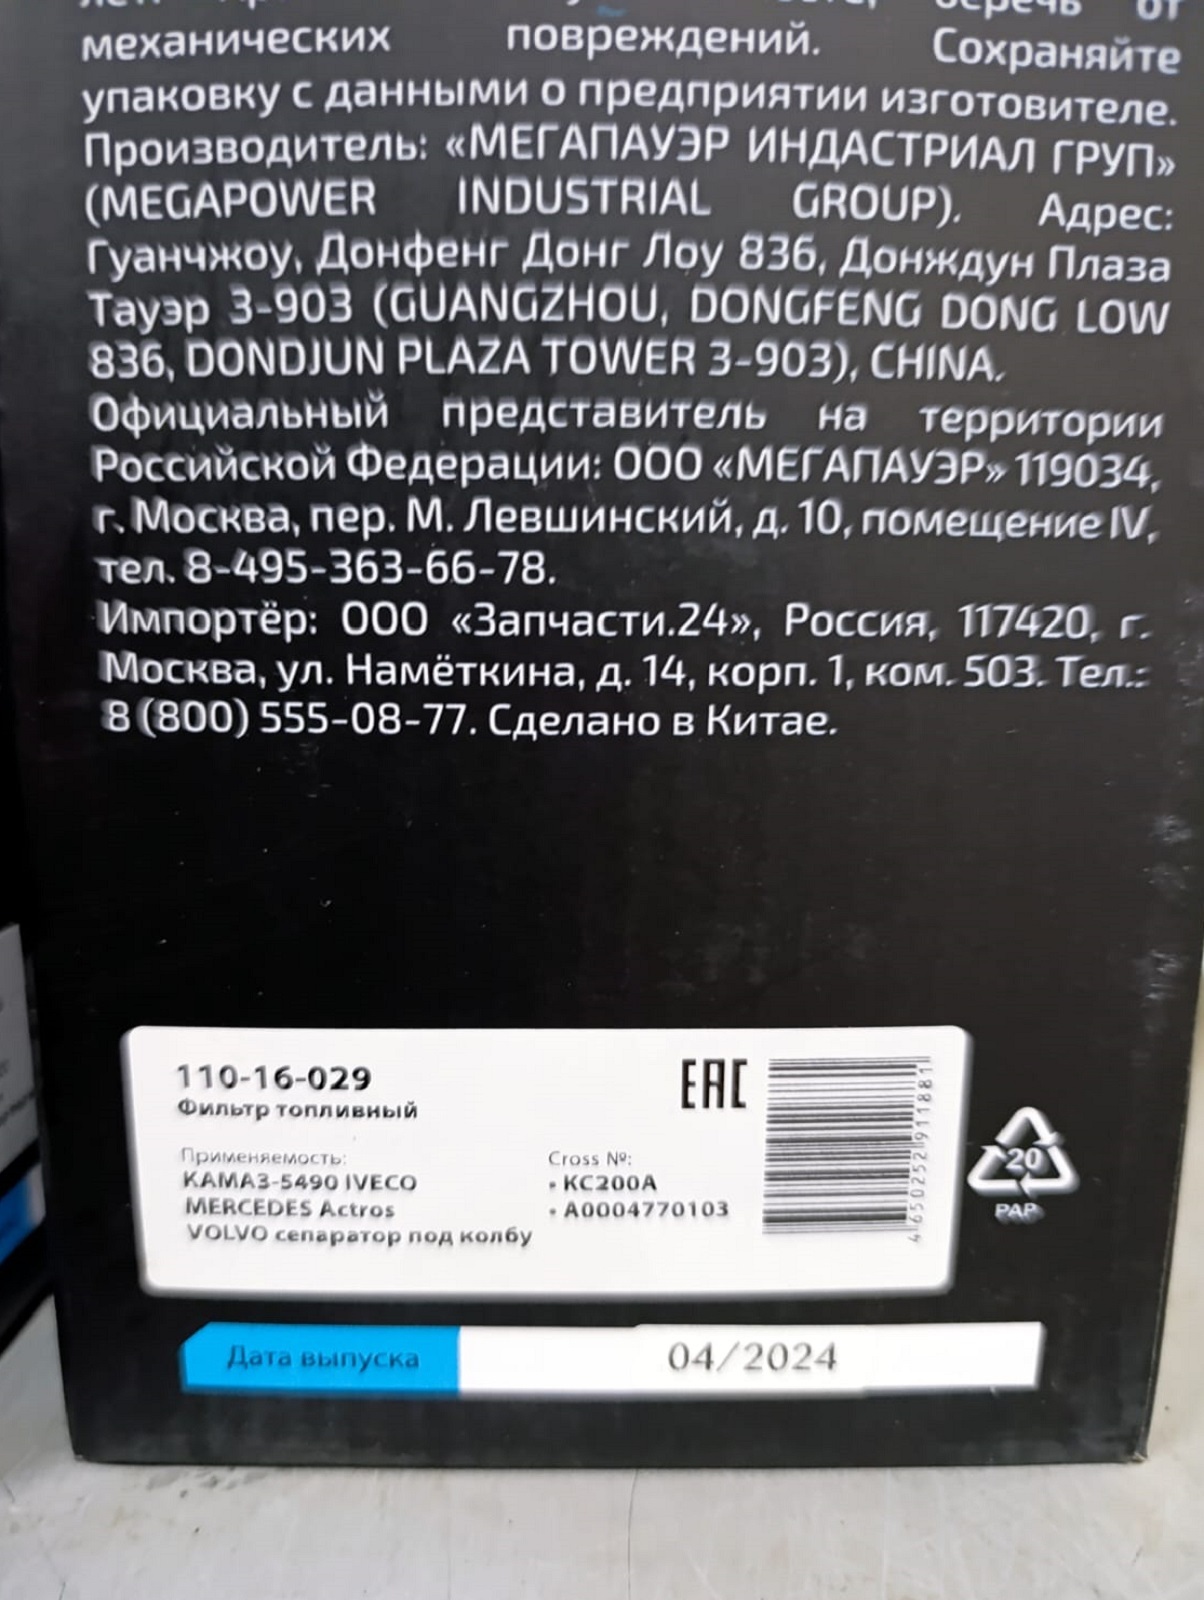 беречь от
механических повреждений. Сохраняйте
упаковку с данными о предприятии изготовителе.
Производитель: «МЕГАПАУЭР ИНДАСТРИАЛ ГРУП»
(MEGAPOWER INDUSTRIAL GROUP). Адрес:
Гуанчжоу, Донфенг Донг Лоу 836, Донждун Плаза
Тауэр 3-903 (GUANGZHOU, DONGFENG DONG LOW
836, DONDJUN PLAZA TOWER 3-903), CHINA.
Официальный представитель на территории
Российской Федерации: ООО «МЕГАПАУЭР» 119034,
г. Москва, пер. М. Левшинский, д. 10, помещение IV,
тел. 8-495-363-66-78.
Импортёр: ООО «Запчасти.24», Россия, 117420, г.
Москва, ул. Намёткина, д. 14, корп. 1, ком. 503. Тел.:
8 (800) 555-08-77. Сделано в Китае.
110-16-029
Фильтр топливный
EAC
Применяемость:
КАМАЗ-5490 IVECO
MERCEDES Actros
VOLVO сепаратор под колбу
Cross №:
• KC200A
• A0004770103
4650252911881
20
PAP
Дата выпуска
04/2024